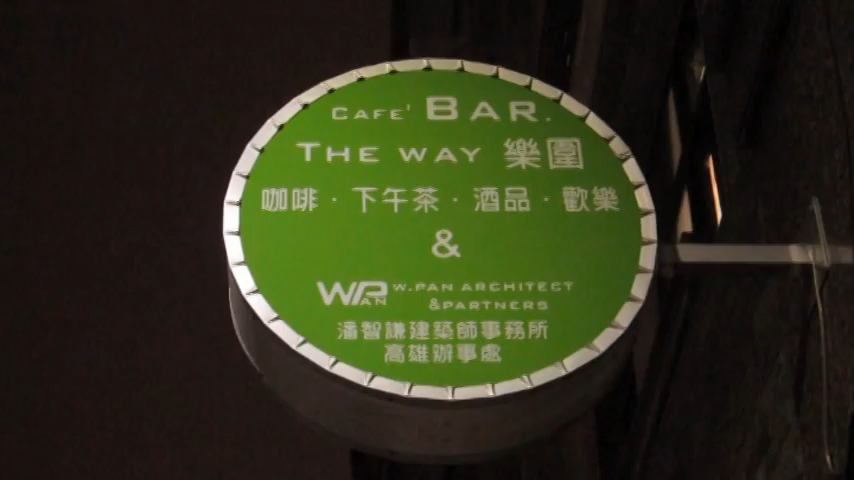 CAFE' BAR.
THE WAY 樂圍
咖啡·下午茶·酒品·歡樂
&
WPAN W.PAN ARCHITECT
&PARTNERS
潘智謙建築師事務所
高雄辦事處